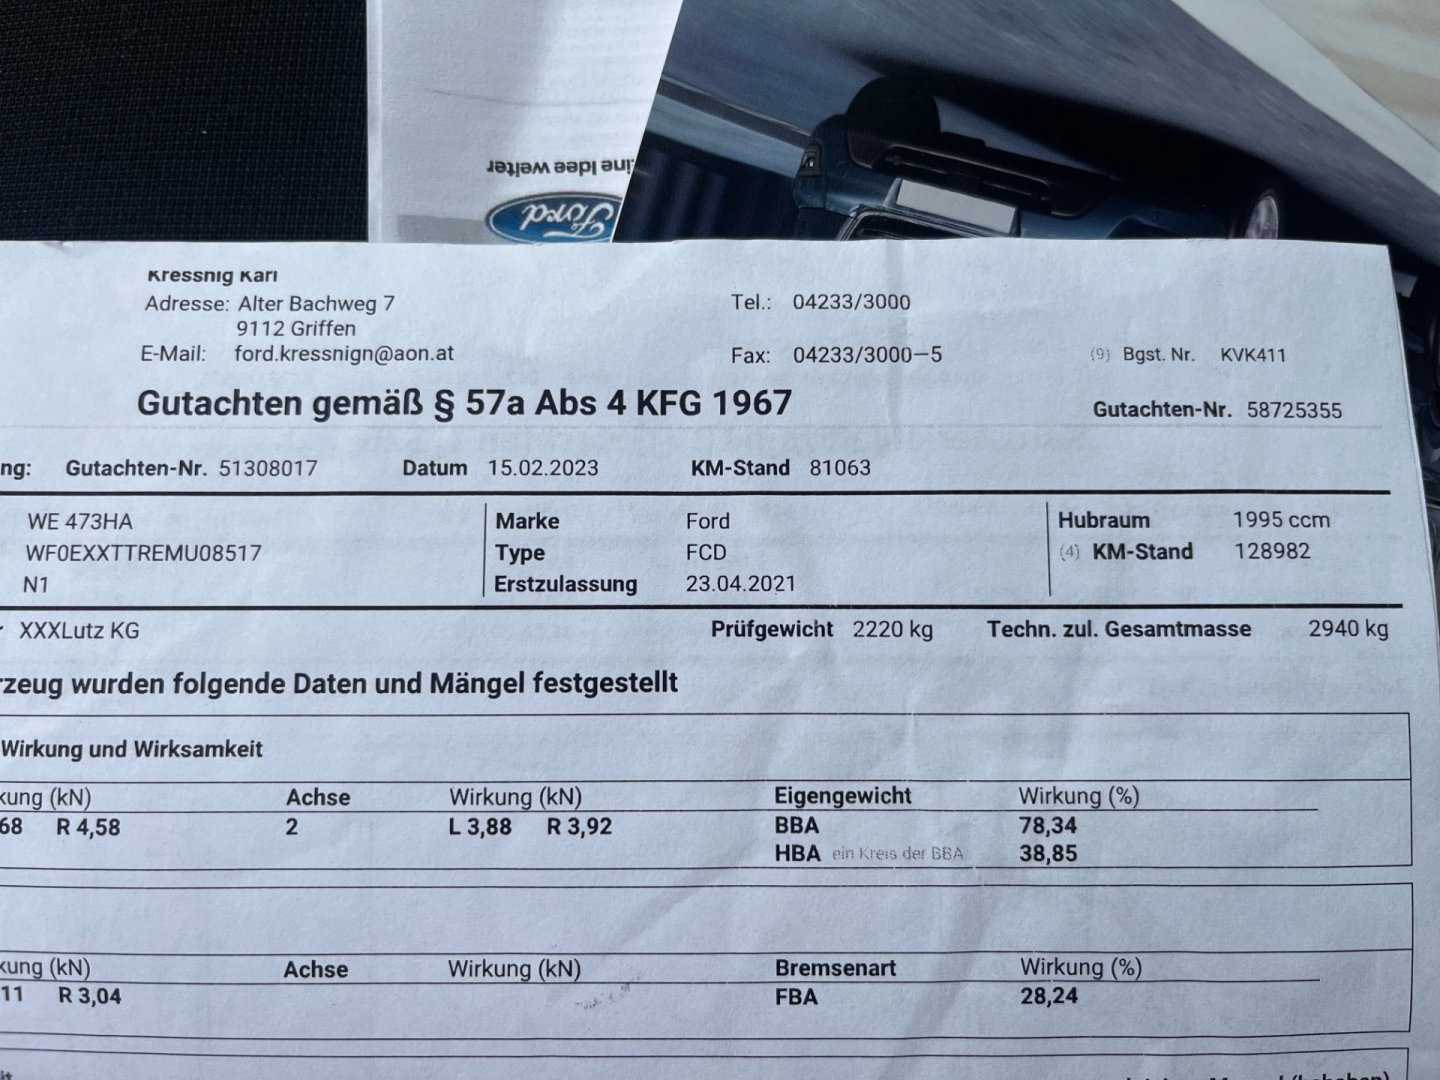 ine Idee weiter
Ford
Kressnig Karl
Adresse: Alter Bachweg 7
9112 Griffen
E-Mail: ford.kressnign@aon.at
Tel.: 04233/3000
Fax: 04233/3000-5
(9) Bgst. Nr. KVK411
Gutachten gemäß § 57a Abs 4 KFG 1967
Gutachten-Nr. 58725355
ng: Gutachten-Nr. 51308017 Datum 15.02.2023 KM-Stand 81063
WE 473HA Marke Ford Hubraum 1995 ccm
WF0EXXTTREMU08517 Type FCD (4) KM-Stand 128982
N1 Erstzulassung 23.04.2021
XXXLutz KG Prüfgewicht 2220 kg Techn. zul. Gesamtmasse 2940 kg
rzeug wurden folgende Daten und Mängel festgestellt
Wirkung und Wirksamkeit
kung (kN) Achse Wirkung (kN) Eigengewicht Wirkung (%)
68 R 4,58 2 L 3,88 R 3,92 BBA 78,34
HBA ein Kreis der BBA 38,85
kung (kN) Achse Wirkung (kN) Bremsenart Wirkung (%)
11 R 3,04 FBA 28,24